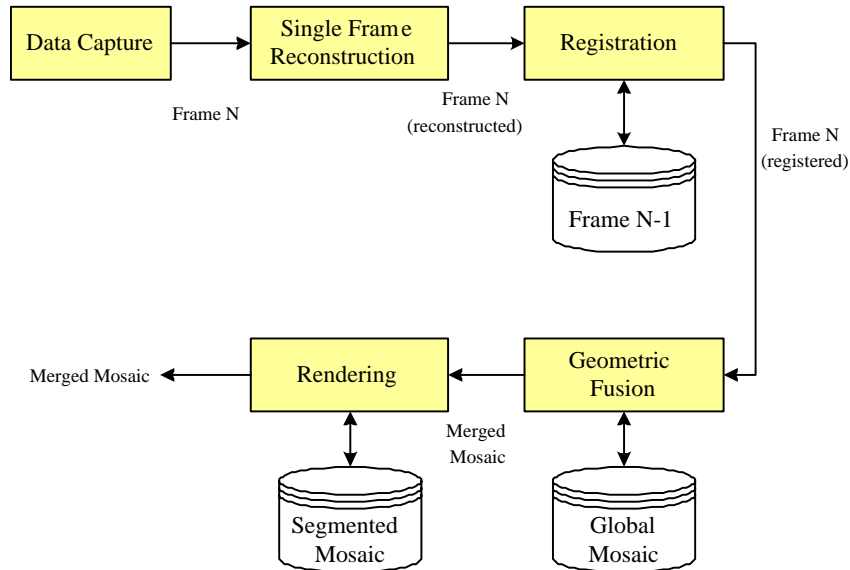 Data Capture
Single Frame
Reconstruction
Registration
Frame N
Frame N
(reconstructed)
Frame N
(registered)
Frame N-1
Merged Mosaic
Rendering
Geometric
Fusion
Merged
Mosaic
Segmented
Mosaic
Global
Mosaic